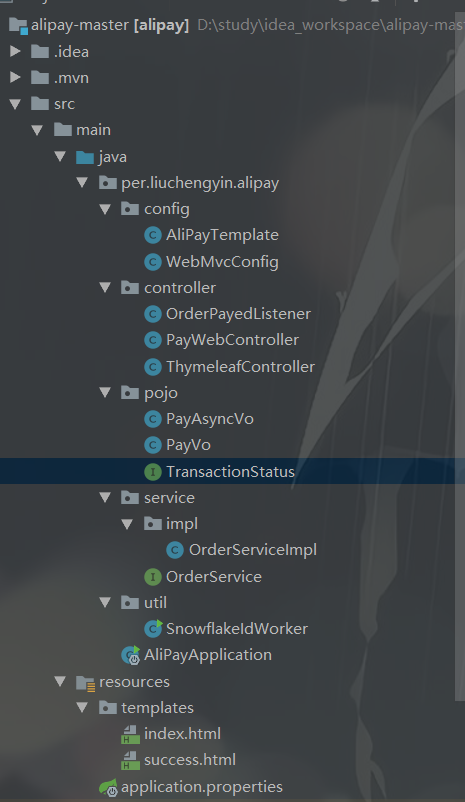 alipay-master [alipay] D:\study\idea_workspace\alipay-mas
.idea
.mvn
src
main
java
per.liuchengyin.alipay
config
AliPayTemplate
WebMvcConfig
controller
OrderPayedListener
PayWebController
ThymeleafController
pojo
PayAsyncVo
PayVo
TransactionStatus
service
impl
OrderServiceImpl
OrderService
util
SnowflakeIdWorker
AliPayApplication
resources
templates
index.html
success.html
application.properties